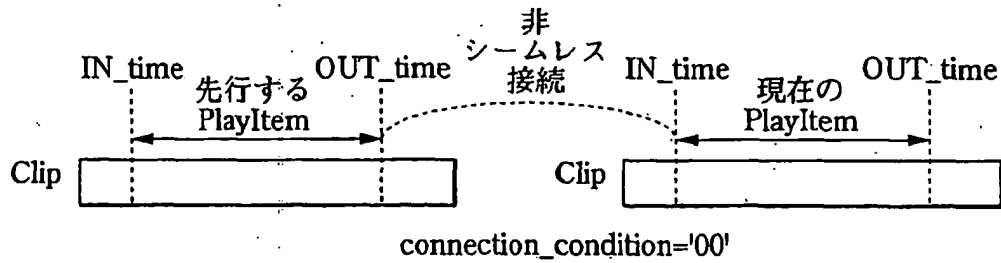 非
シームレス
接続
IN_time
OUT_time
IN_time
OUT_time
先行する
PlayItem
現在の
PlayItem
Clip
Clip
connection_condition='00'